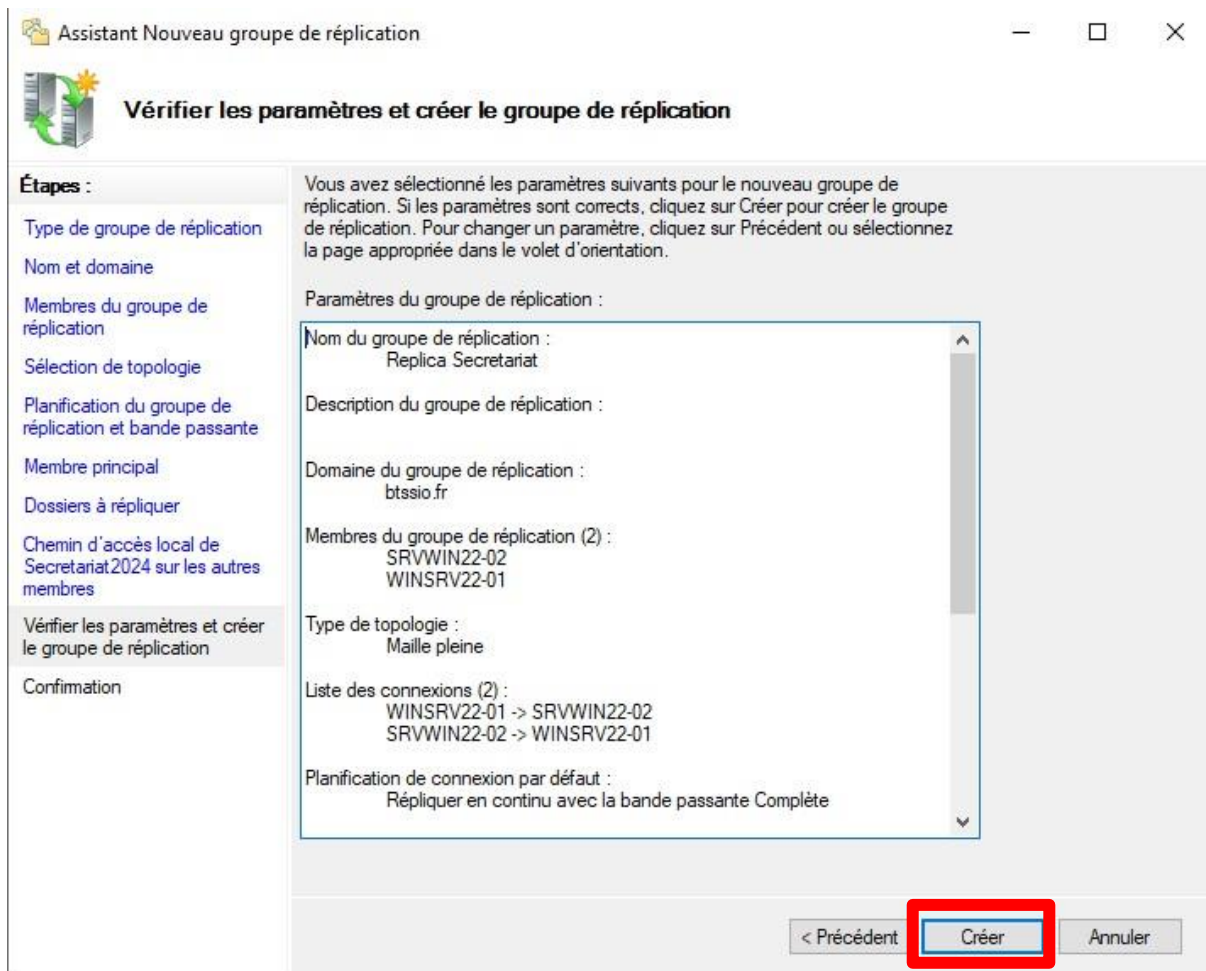 Assistant Nouveau groupe de réplication
Vérifier les paramètres et créer le groupe de réplication
Étapes :
Type de groupe de réplication
Nom et domaine
Membres du groupe de
réplication
Sélection de topologie
Planification du groupe de
réplication et bande passante
Membre principal
Dossiers à répliquer
Chemin d'accès local de
Secretariat2024 sur les autres
membres
Vérifier les paramètres et créer
le groupe de réplication
Confirmation
Vous avez sélectionné les paramètres suivants pour le nouveau groupe de
réplication. Si les paramètres sont corrects, cliquez sur Créer pour créer le groupe
de réplication. Pour changer un paramètre, cliquez sur Précédent ou sélectionnez
la page appropriée dans le volet d'orientation.
Paramètres du groupe de réplication :
Nom du groupe de réplication :
Replica Secretariat
Description du groupe de réplication :
Domaine du groupe de réplication :
btssio.fr
Membres du groupe de réplication (2) :
SRVWIN22-02
WINSRV22-01
Type de topologie :
Maille pleine
Liste des connexions (2) :
WINSRV22-01 -> SRVWIN22-02
SRVWIN22-02 -> WINSRV22-01
Planification de connexion par défaut :
Répliquer en continu avec la bande passante Complète
< Précédent
Créer
Annuler